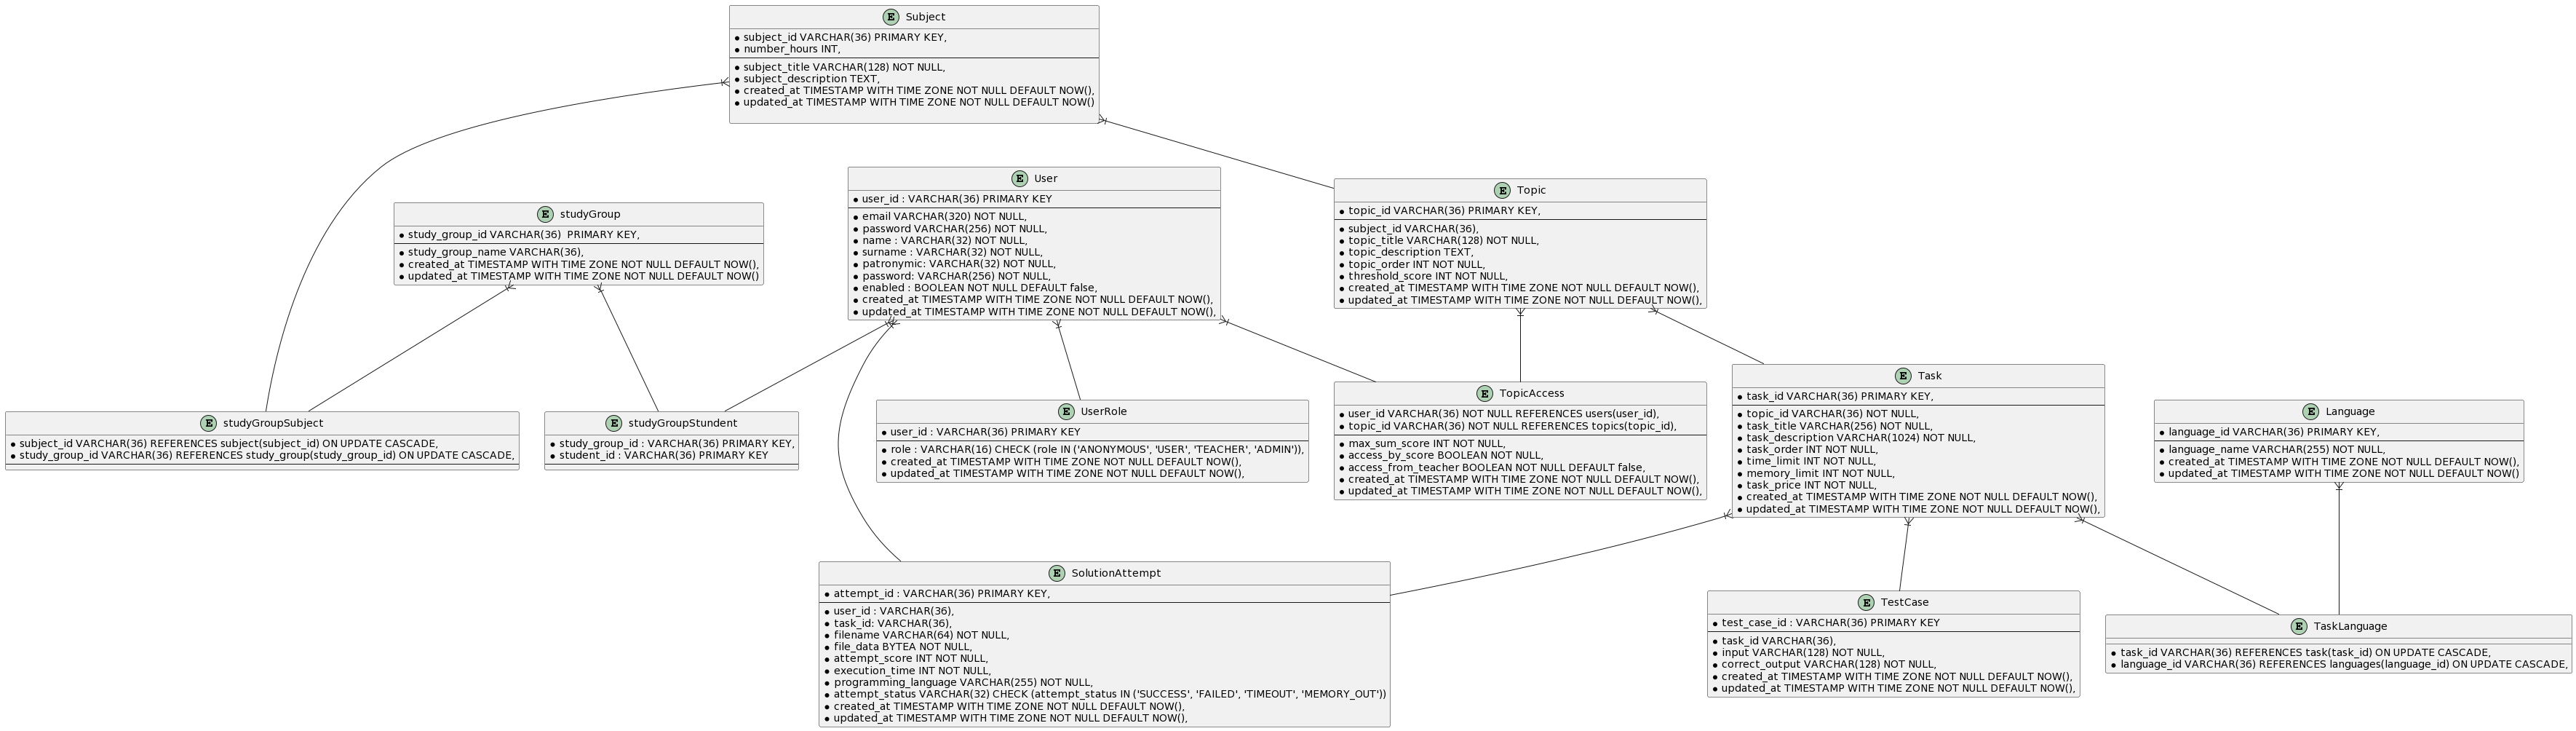 E Subject
* subject_id VARCHAR(36) PRIMARY KEY,
* number_hours INT,
* subject_title VARCHAR(128) NOT NULL,
* subject_description TEXT,
* created_at TIMESTAMP WITH TIME ZONE NOT NULL DEFAULT NOW(),
* updated_at TIMESTAMP WITH TIME ZONE NOT NULL DEFAULT NOW()
E User
* user_id : VARCHAR(36) PRIMARY KEY
* email VARCHAR(320) NOT NULL,
* password VARCHAR(256) NOT NULL,
* name : VARCHAR(32) NOT NULL,
* surname : VARCHAR(32) NOT NULL,
* patronymic: VARCHAR(32) NOT NULL,
* password: VARCHAR(256) NOT NULL,
* enabled : BOOLEAN NOT NULL DEFAULT false,
* created_at TIMESTAMP WITH TIME ZONE NOT NULL DEFAULT NOW(),
* updated_at TIMESTAMP WITH TIME ZONE NOT NULL DEFAULT NOW(),
E Topic
* topic_id VARCHAR(36) PRIMARY KEY,
* subject_id VARCHAR(36),
* topic_title VARCHAR(128) NOT NULL,
* topic_description TEXT,
* topic_order INT NOT NULL,
* threshold_score INT NOT NULL,
* created_at TIMESTAMP WITH TIME ZONE NOT NULL DEFAULT NOW(),
* updated_at TIMESTAMP WITH TIME ZONE NOT NULL DEFAULT NOW(),
E studyGroup
* study_group_id VARCHAR(36)  PRIMARY KEY,
* study_group_name VARCHAR(36),
* created_at TIMESTAMP WITH TIME ZONE NOT NULL DEFAULT NOW(),
* updated_at TIMESTAMP WITH TIME ZONE NOT NULL DEFAULT NOW()
E studyGroupSubject
* subject_id VARCHAR(36) REFERENCES subject(subject_id) ON UPDATE CASCADE,
* study_group_id VARCHAR(36) REFERENCES study_group(study_group_id) ON UPDATE CASCADE,
E studyGroupStundent
* study_group_id : VARCHAR(36) PRIMARY KEY,
* student_id : VARCHAR(36) PRIMARY KEY
E UserRole
* user_id : VARCHAR(36) PRIMARY KEY
* role : VARCHAR(16) CHECK (role IN ('ANONYMOUS', 'USER', 'TEACHER', 'ADMIN')),
* created_at TIMESTAMP WITH TIME ZONE NOT NULL DEFAULT NOW(),
* updated_at TIMESTAMP WITH TIME ZONE NOT NULL DEFAULT NOW(),
E TopicAccess
* user_id VARCHAR(36) NOT NULL REFERENCES users(user_id),
* topic_id VARCHAR(36) NOT NULL REFERENCES topics(topic_id),
* max_sum_score INT NOT NULL,
* access_by_score BOOLEAN NOT NULL,
* access_from_teacher BOOLEAN NOT NULL DEFAULT false,
* created_at TIMESTAMP WITH TIME ZONE NOT NULL DEFAULT NOW(),
* updated_at TIMESTAMP WITH TIME ZONE NOT NULL DEFAULT NOW(),
E Task
* task_id VARCHAR(36) PRIMARY KEY,
* topic_id VARCHAR(36) NOT NULL,
* task_title VARCHAR(256) NOT NULL,
* task_description VARCHAR(1024) NOT NULL,
* task_order INT NOT NULL,
* time_limit INT NOT NULL,
* memory_limit INT NOT NULL,
* task_price INT NOT NULL,
* created_at TIMESTAMP WITH TIME ZONE NOT NULL DEFAULT NOW(),
* updated_at TIMESTAMP WITH TIME ZONE NOT NULL DEFAULT NOW(),
E Language
* language_id VARCHAR(36) PRIMARY KEY,
* language_name VARCHAR(255) NOT NULL,
* created_at TIMESTAMP WITH TIME ZONE NOT NULL DEFAULT NOW(),
* updated_at TIMESTAMP WITH TIME ZONE NOT NULL DEFAULT NOW()
E SolutionAttempt
* attempt_id : VARCHAR(36) PRIMARY KEY,
* user_id : VARCHAR(36),
* task_id: VARCHAR(36),
* filename VARCHAR(64) NOT NULL,
* file_data BYTEA NOT NULL,
* attempt_score INT NOT NULL,
* execution_time INT NOT NULL,
* programming_language VARCHAR(255) NOT NULL,
* attempt_status VARCHAR(32) CHECK (attempt_status IN ('SUCCESS', 'FAILED', 'TIMEOUT', 'MEMORY_OUT'))
* created_at TIMESTAMP WITH TIME ZONE NOT NULL DEFAULT NOW(),
* updated_at TIMESTAMP WITH TIME ZONE NOT NULL DEFAULT NOW(),
E TestCase
* test_case_id : VARCHAR(36) PRIMARY KEY
* task_id VARCHAR(36),
* input VARCHAR(128) NOT NULL,
* correct_output VARCHAR(128) NOT NULL,
* created_at TIMESTAMP WITH TIME ZONE NOT NULL DEFAULT NOW(),
* updated_at TIMESTAMP WITH TIME ZONE NOT NULL DEFAULT NOW(),
E TaskLanguage
* task_id VARCHAR(36) REFERENCES task(task_id) ON UPDATE CASCADE,
* language_id VARCHAR(36) REFERENCES languages(language_id) ON UPDATE CASCADE,